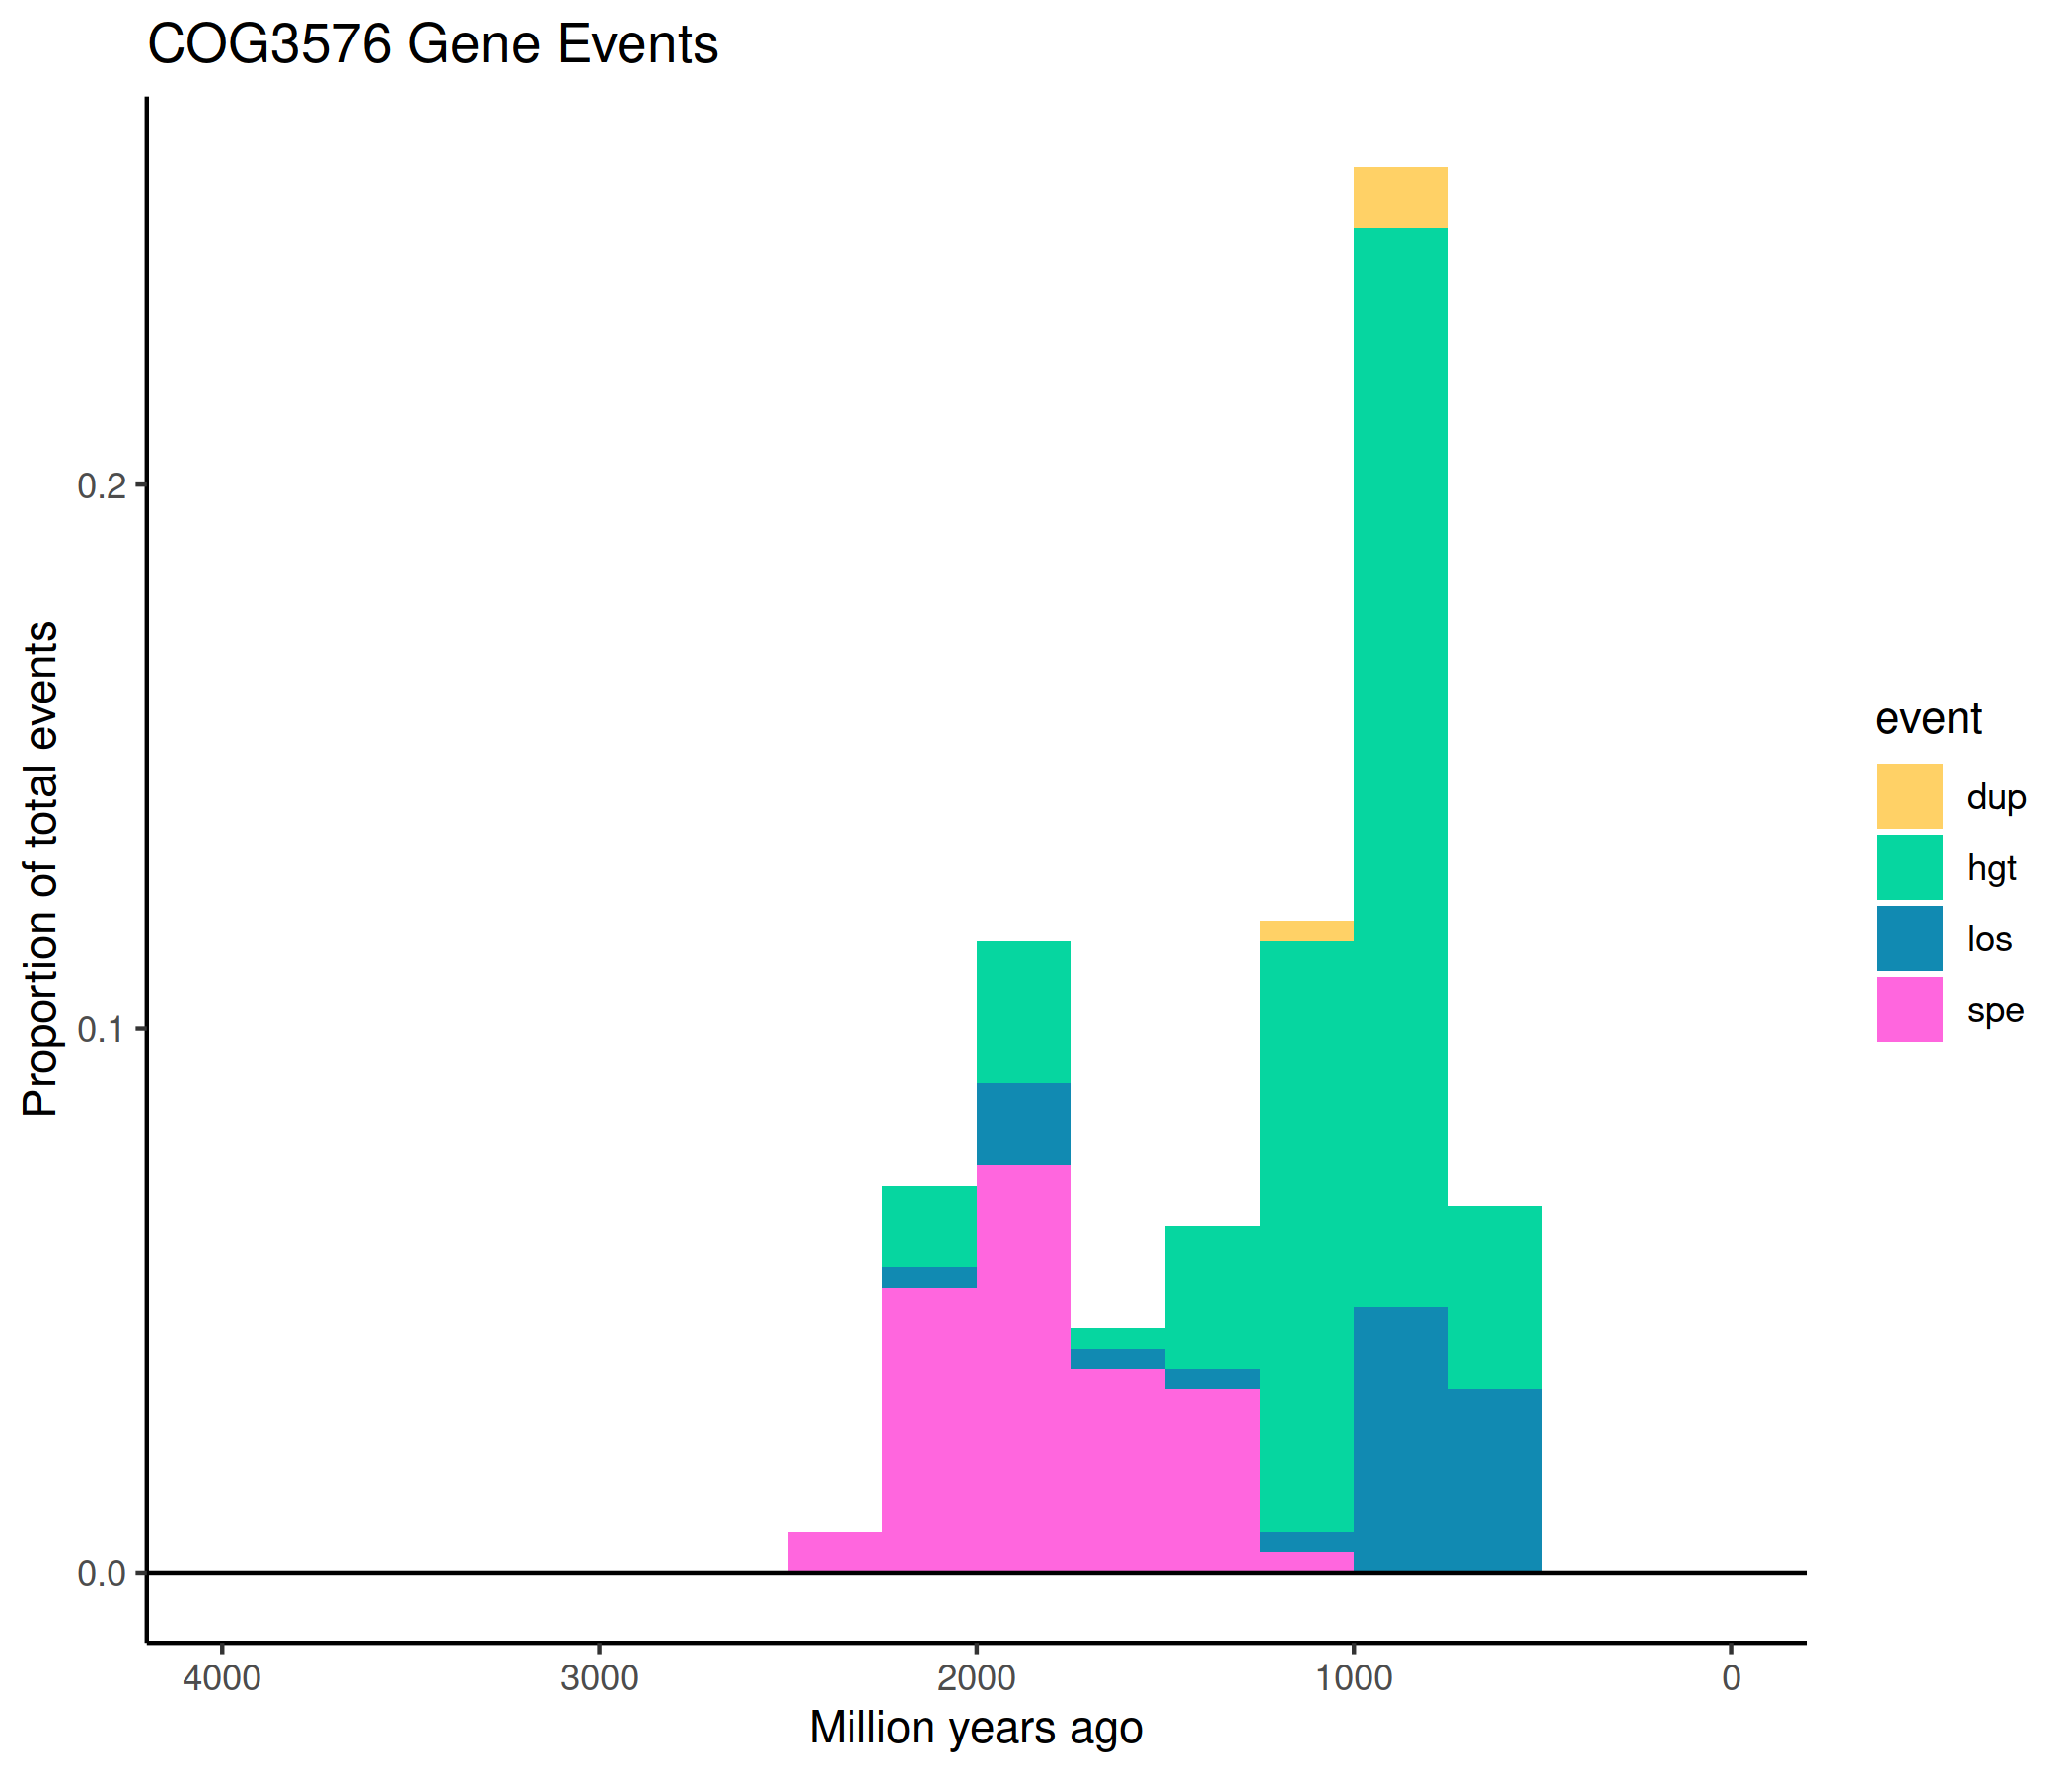 COG3576 Gene Events
Proportion of total events
0.2
0.1
0.0
4000 3000 2000 1000 0
Million years ago
event
dup
hgt
los
spe